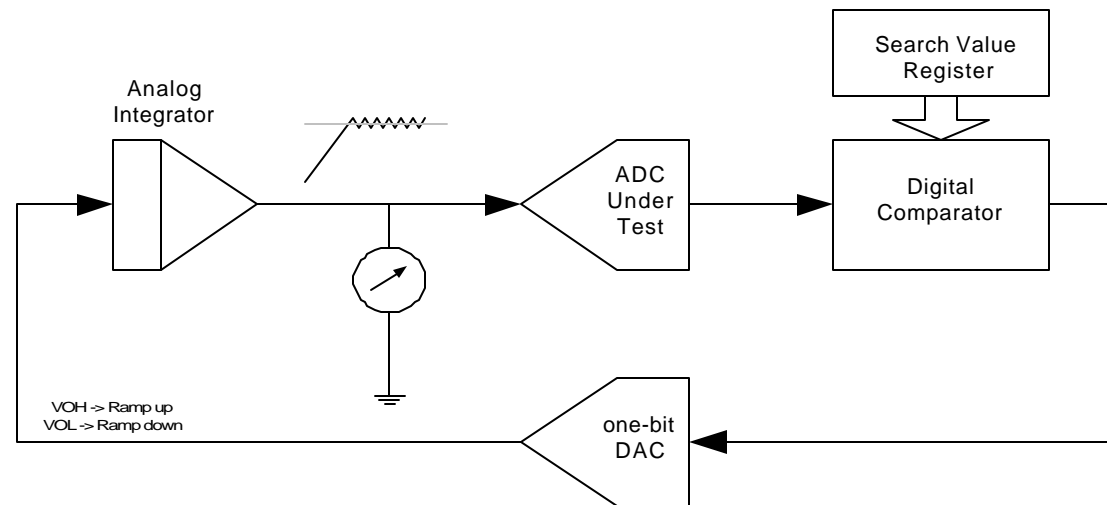 Search Value
Register
Analog
Integrator
ADC
Under
Test
Digital
Comparator
VOH -> Ramp up
VOL -> Ramp down
one-bit
DAC